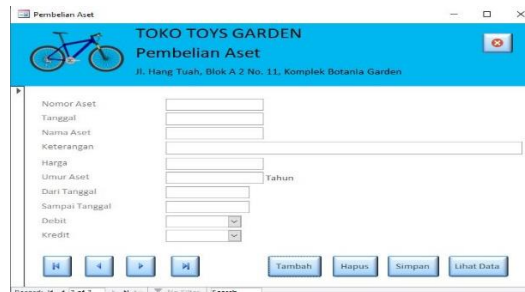 Pembelian Aset
TOKO TOYS GARDEN
Pembelian Aset
Jl. Hang Tuah, Blok A 2 No. 11, Komplek Botania Garden
Nomor Aset
Tanggal
Nama Aset
Keterangan
Harga
Umur Aset Tahun
Dari Tanggal
Sampai Tanggal
Debit
Kredit
Tambah Hapus Simpan Lihat Data